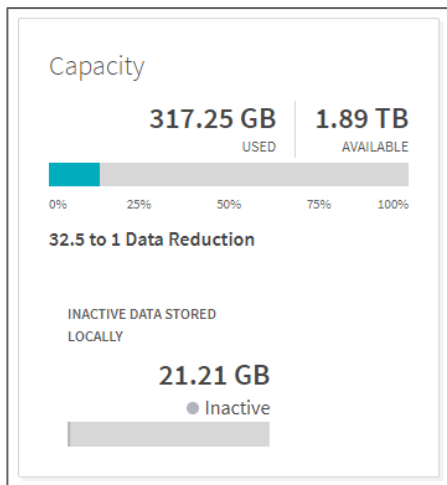 Capacity
317.25 GB
USED
1.89 TB
AVAILABLE
0% 25% 50% 75% 100%
32.5 to 1 Data Reduction
INACTIVE DATA STORED
LOCALLY
21.21 GB
Inactive